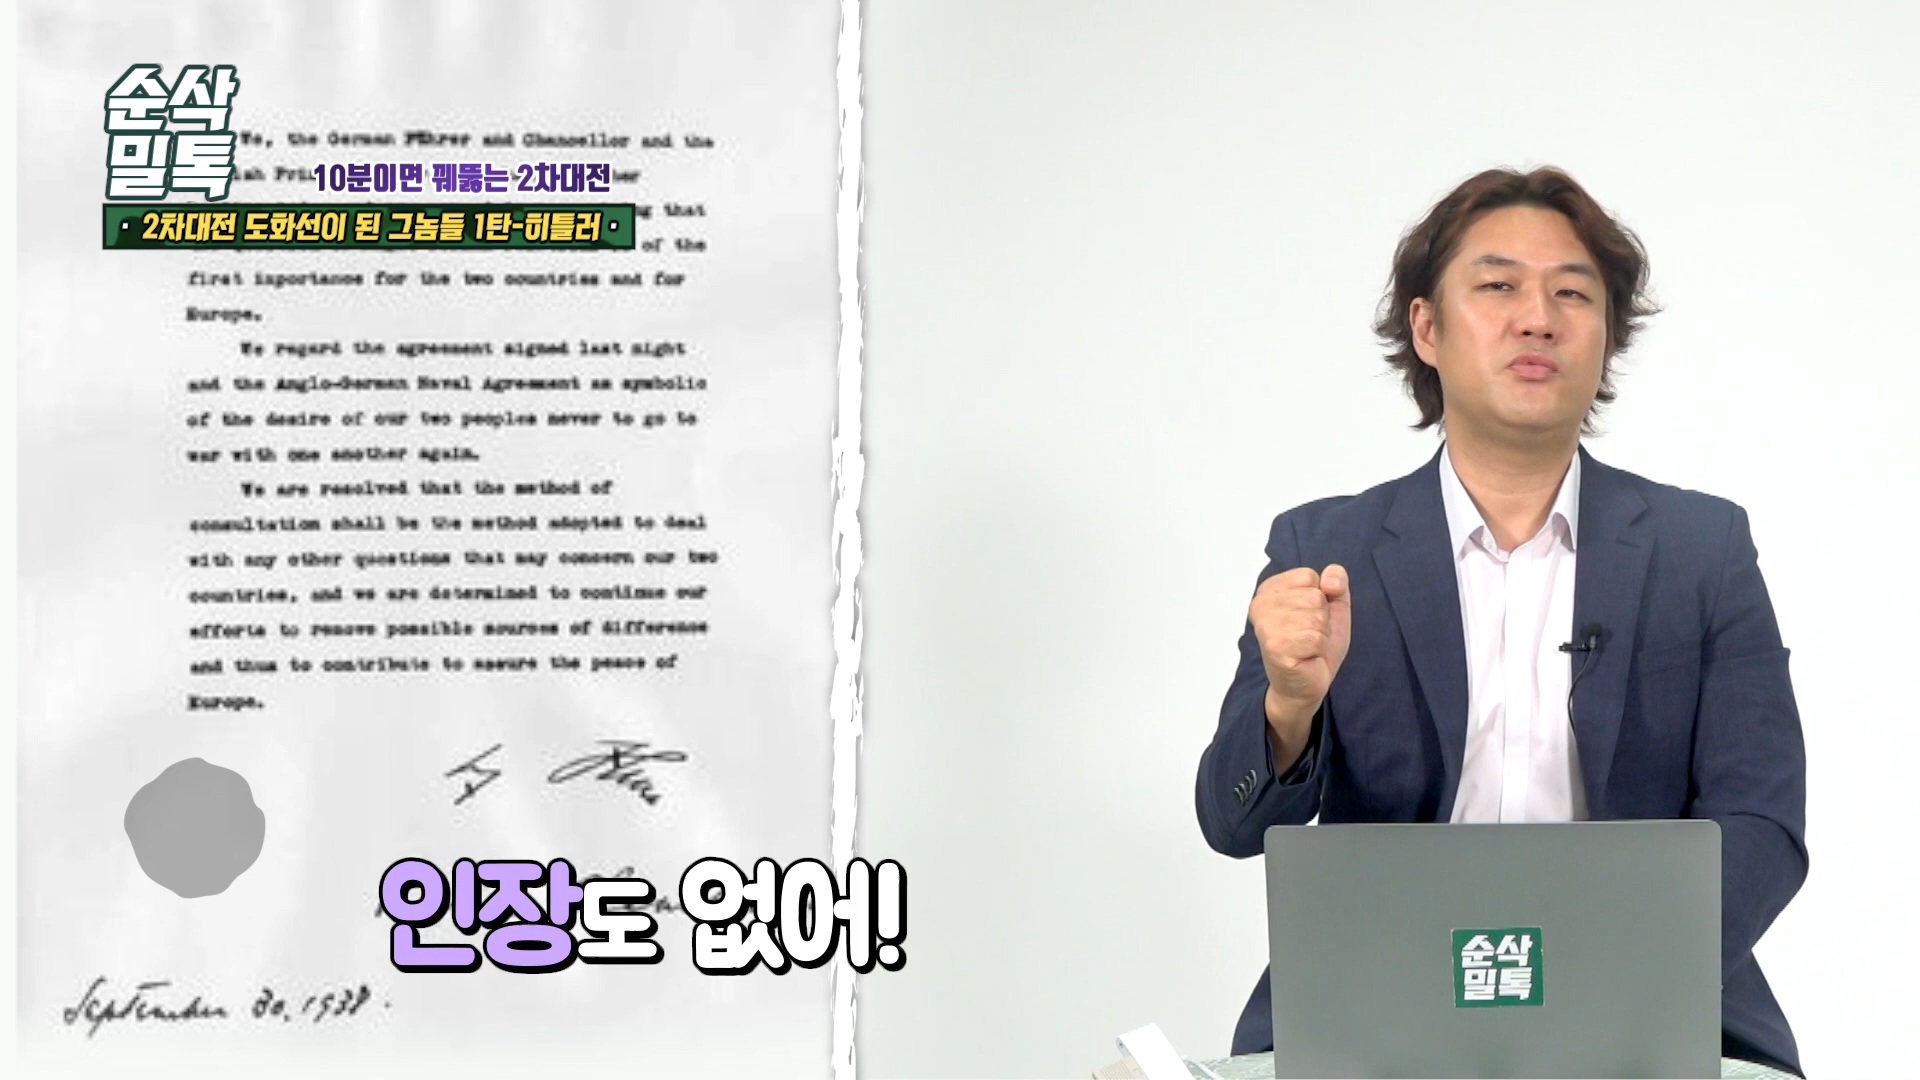 순삭
밀톡
10분이면 꿰뚫는 2차대전
· 2차대전 도화선이 된 그놈들 1탄-히틀러 ·
We, the German Führer and Chancellor and the
of the
first importance for the two countries and for
Europe.
We regard the agreement signed last night
and the Anglo-German Naval Agreement as symbolic
of the desire of our two peoples never to go to
war with one another again.
We are resolved that the method of
consultation shall be the method adopted to deal
with any other questions that may concern our two
countries, and we are determined to continue our
efforts to remove possible sources of difference
and thus to contribute to assure the peace of
Europe.
인장도 없어!
September 30, 1938.
순삭
밀톡